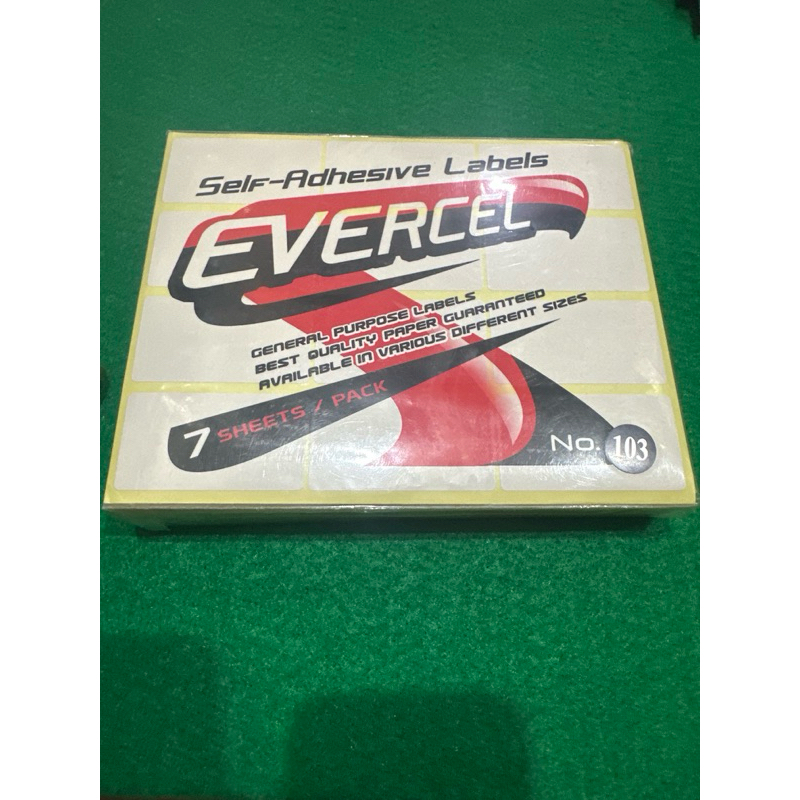 Self-Adhesive Labels
EVERCEL
GENERAL PURPOSE LABELS
BEST QUALITY PAPER GUARANTEED
AVAILABLE IN VARIOUS DIFFERENT SIZES
7 SHEETS / PACK
No. 103